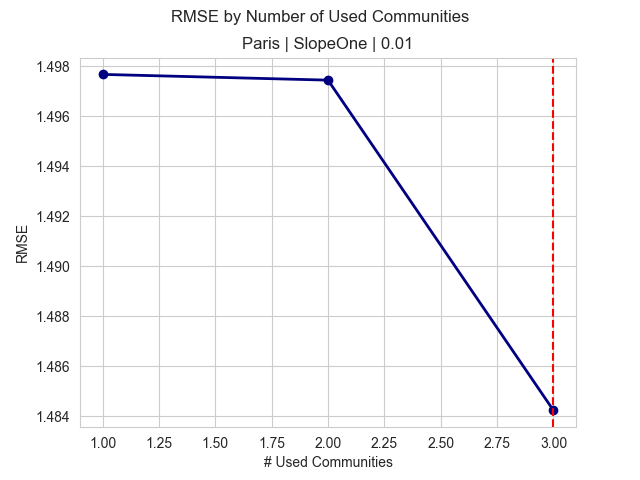 RMSE by Number of Used Communities
Paris | SlopeOne | 0.01
1.498
1.496
1.494
1.492
1.490
1.488
1.486
1.484
RMSE
1.00 1.25 1.50 1.75 2.00 2.25 2.50 2.75 3.00
# Used Communities